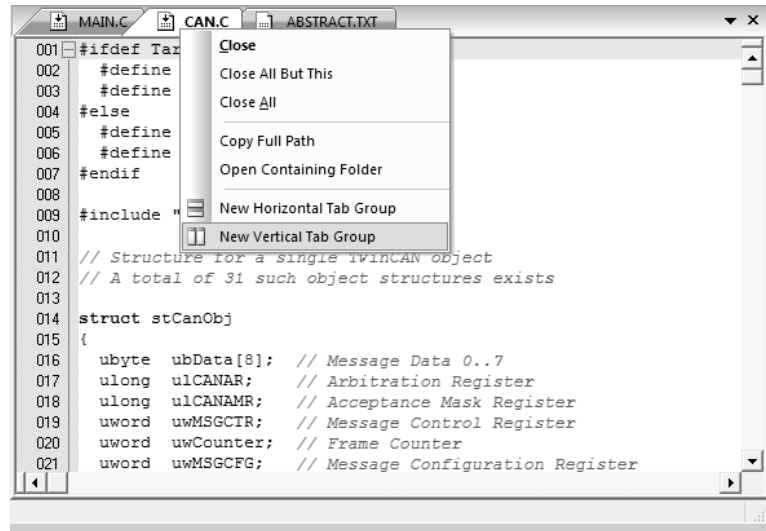 MAIN.C CAN.C ABSTRACT.TXT
001 #ifdef Tar
002 #define
003 #define
004 #else
005 #define
006 #define
007 #endif
008
009 #include "
010
011 // Structure for a single TwinCAN object
012 // A total of 31 such object structures exists
013
014 struct stCanObj
015 {
016 ubyte ubData[8]; // Message Data 0..7
017 ulong ulCANAR; // Arbitration Register
018 ulong ulCANAMR; // Acceptance Mask Register
019 uword uwMSGCTR; // Message Control Register
020 uword uwCounter; // Frame Counter
021 uword uwMSGCFG; // Message Configuration Register
Close
Close All But This
Close All
Copy Full Path
Open Containing Folder
New Horizontal Tab Group
New Vertical Tab Group